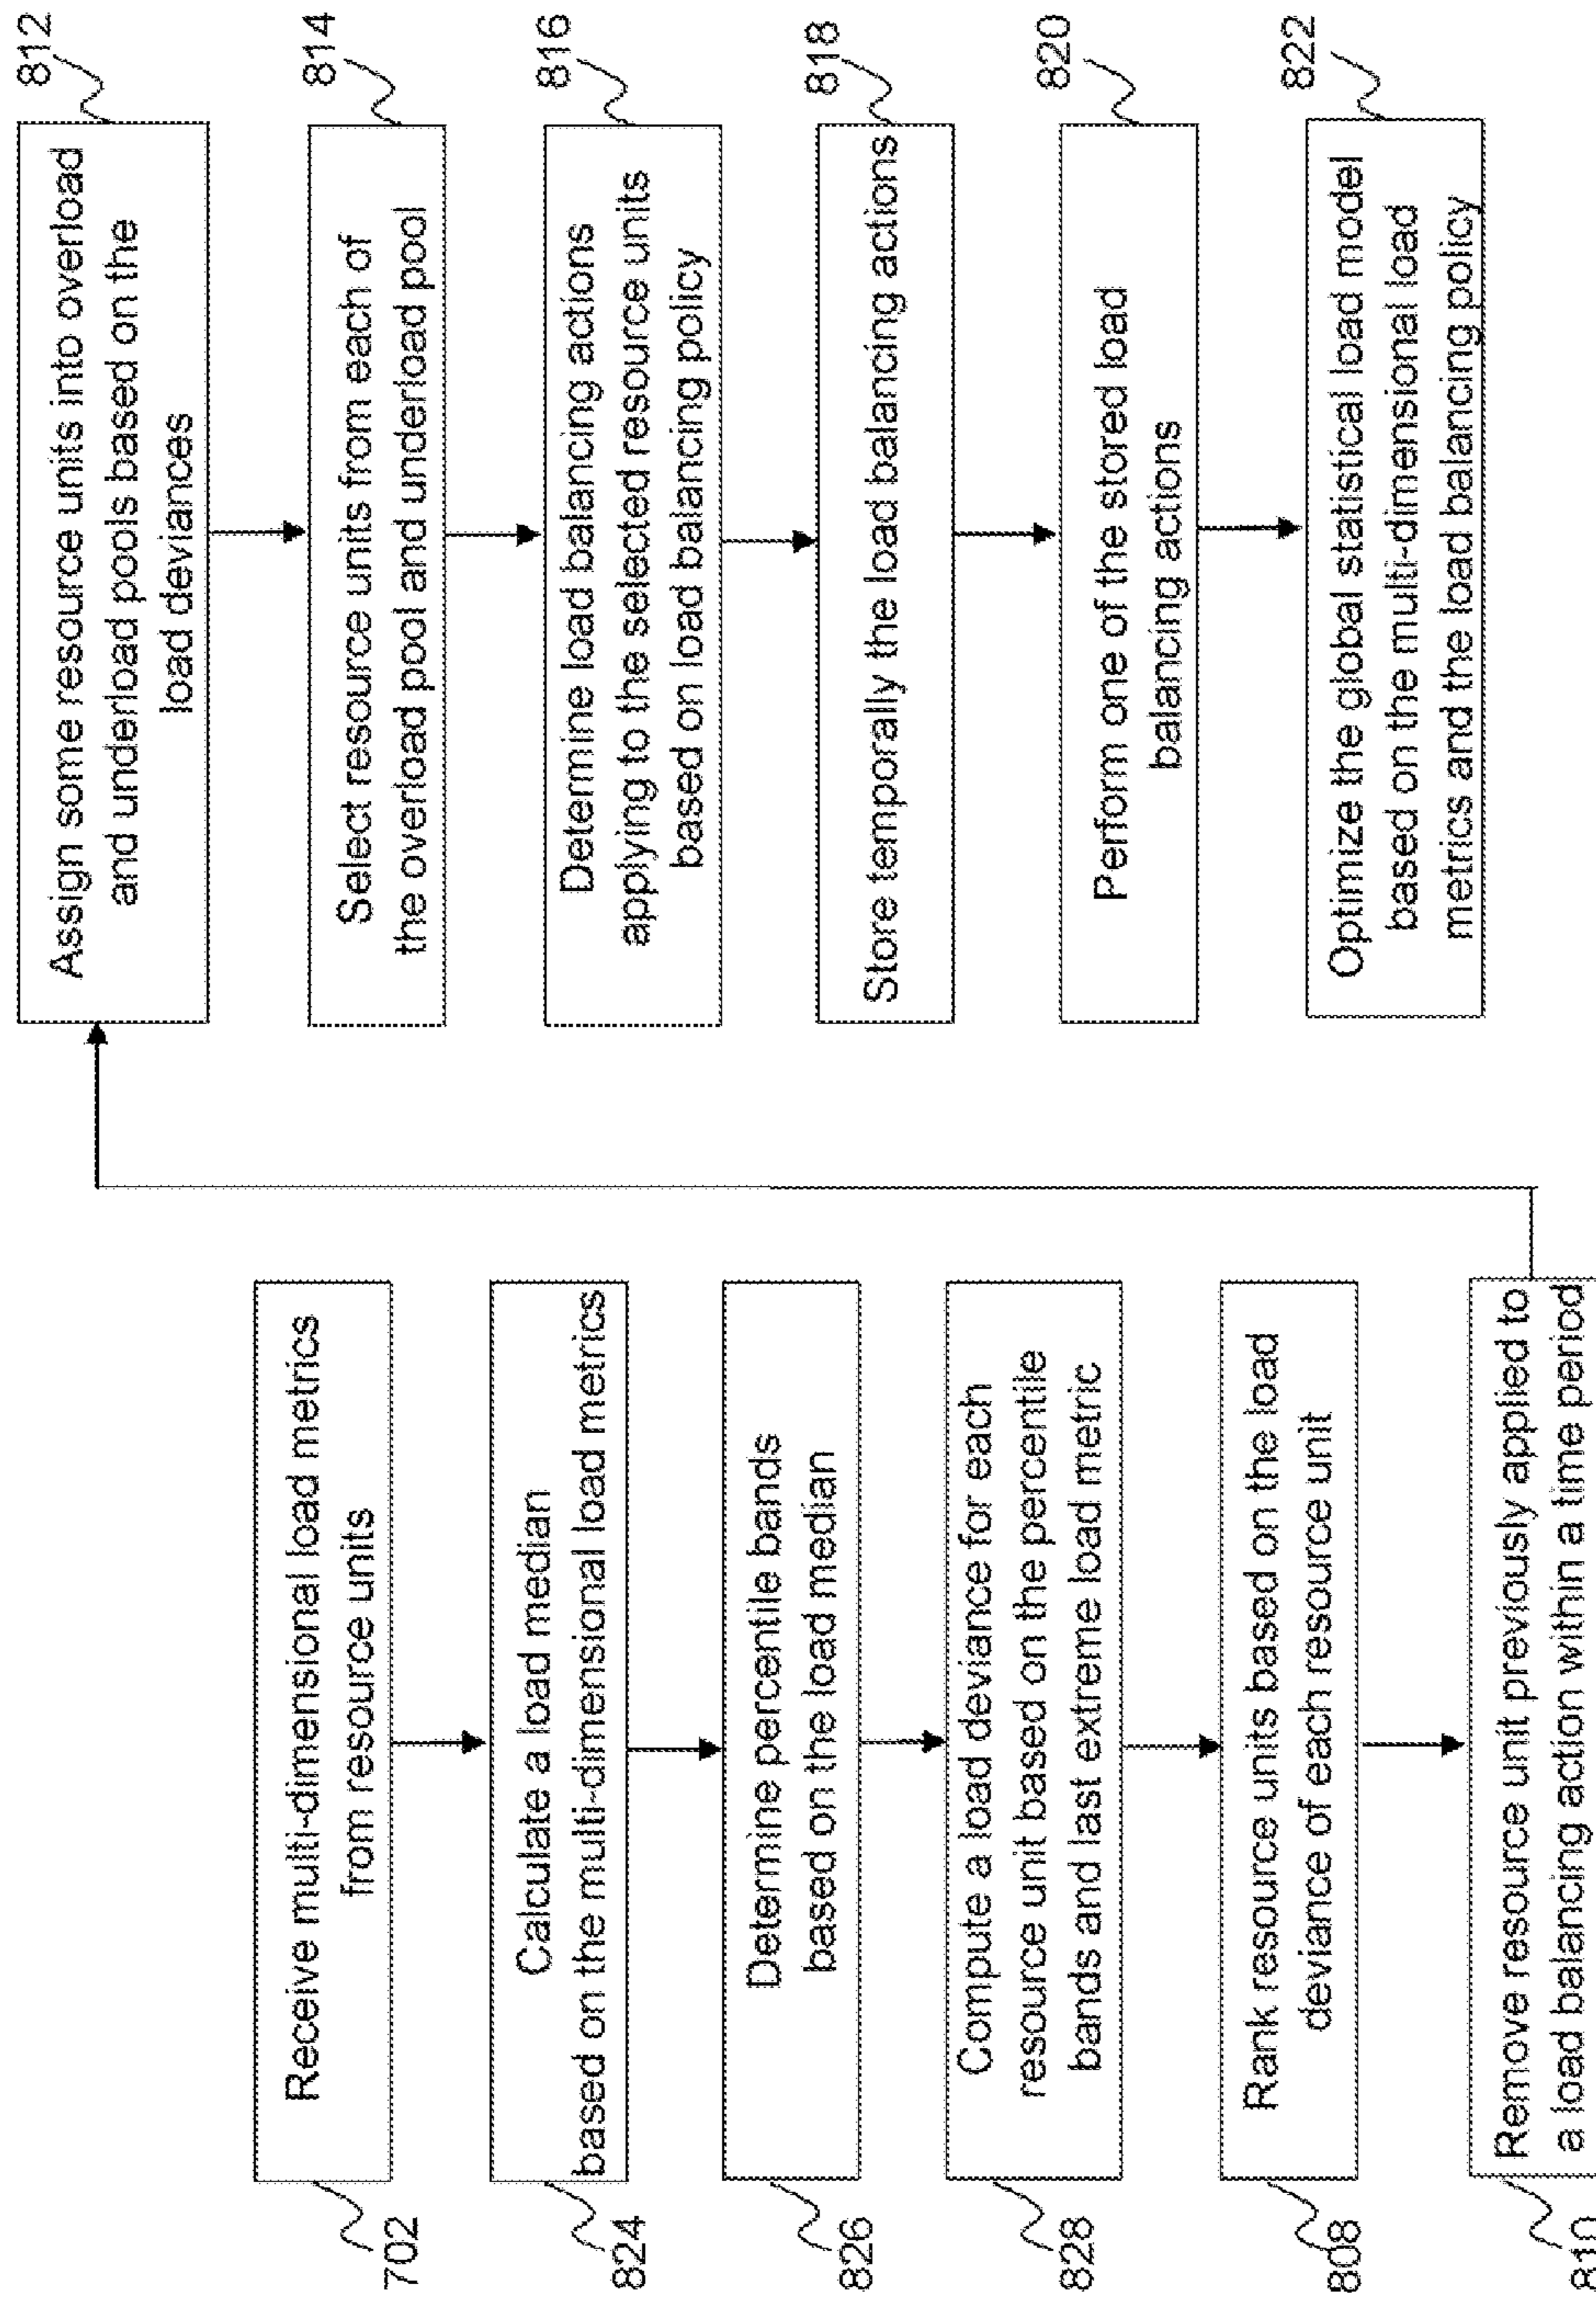 Receive multi-dimensional load metrics
from resource units
702
Calculate a load median
based on the multi-dimensional load metrics
824
Determine percentile bands
based on the load median
826
Compute a load deviance for each
resource unit based on the percentile
bands and last extreme load metric
828
Rank resource units based on the load
deviance of each resource unit
808
Remove resource unit previously applied to
a load balancing action within a time period
810
Assign some resource units into overload
and underload pools based on the
load deviances
812
Select resource units from each of
the overload pool and underload pool
814
Determine load balancing actions
applying to the selected resource units
based on load balancing policy
816
Store temporally the load balancing actions
818
Perform one of the stored load
balancing actions
820
Optimize the global statistical load model
based on the multi-dimensional load
metrics and the load balancing policy
822